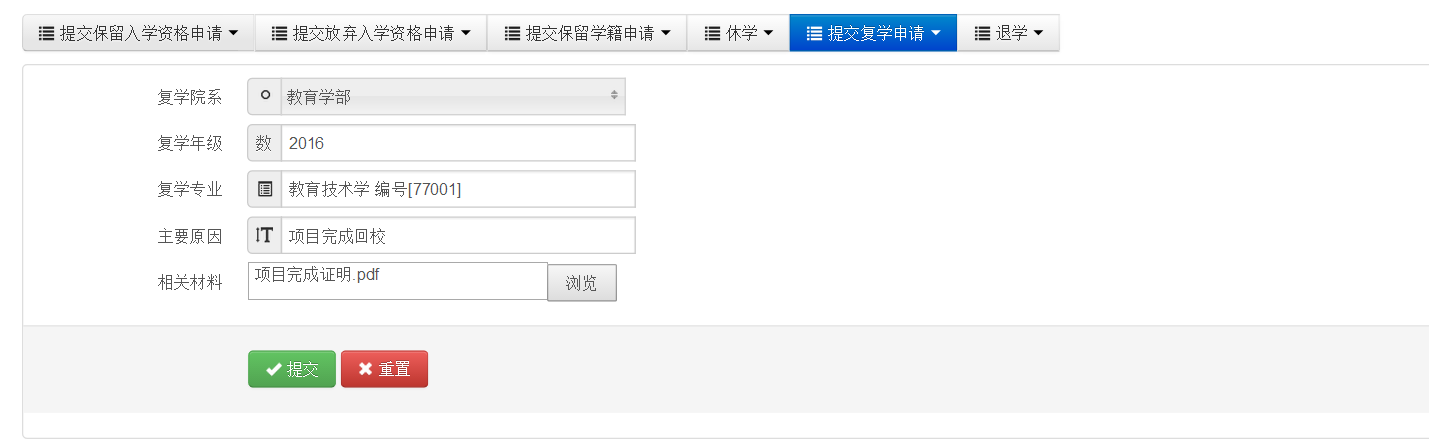 提交保留入学资格申请 提交放弃入学资格申请 提交保留学籍申请 休学 提交复学申请 退学
复学院系 教育学部
复学年级 数 2016
复学专业 教育技术学 编号[77001]
主要原因 项目完成回校
相关材料 项目完成证明.pdf 浏览
提交 重置